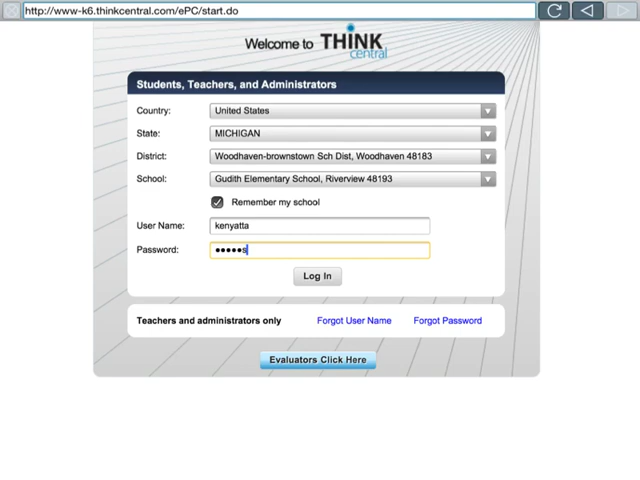 http://www-k6.thinkcentral.com/ePC/start.do
Welcome to THINK central
Students, Teachers, and Administrators
Country: United States
State: MICHIGAN
District: Woodhaven-brownstown Sch Dist, Woodhaven 48183
School: Gudith Elementary School, Riverview 48193
Remember my school
User Name: kenyatta
Password: •••••s
Log In
Teachers and administrators only Forgot User Name Forgot Password
Evaluators Click Here